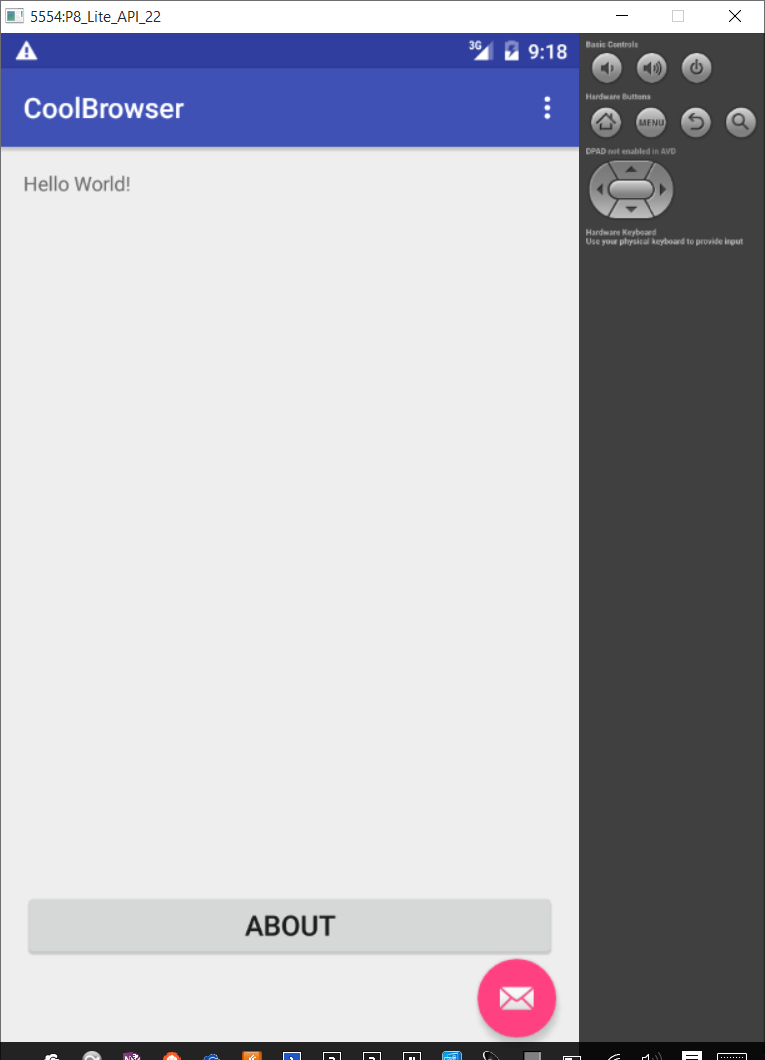 5554:P8_Lite_API_22
3G 9:18
CoolBrowser
Hello World!
ABOUT
Basic Controls
Hardware Buttons
MENU
DPAD not enabled in AVD
Hardware Keyboard
Use your physical keyboard to provide input